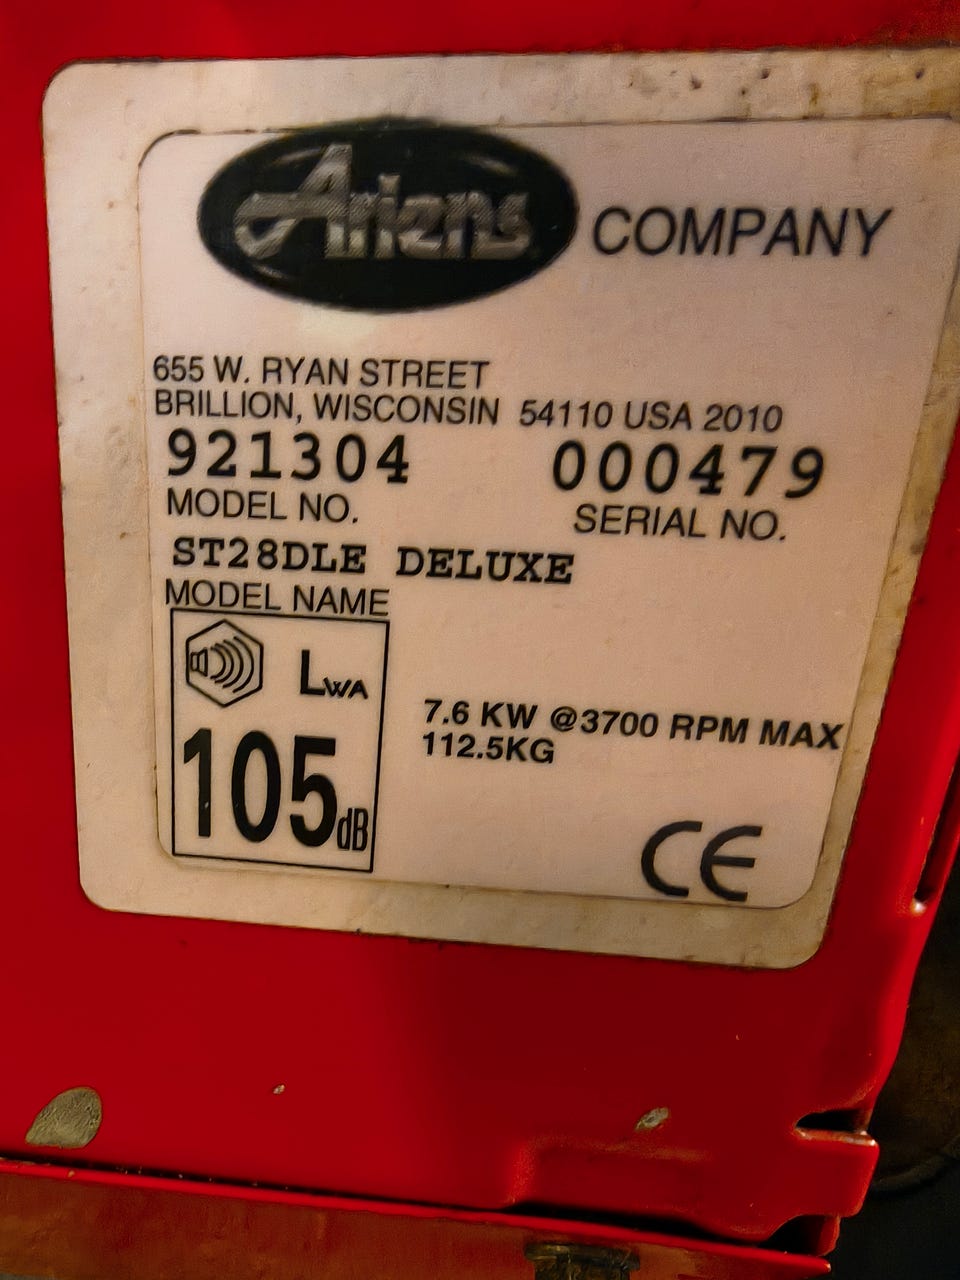 Ariens COMPANY
655 W. RYAN STREET
BRILLION, WISCONSIN 54110 USA 2010
921304 000479
MODEL NO. SERIAL NO.
ST28DLE DELUXE
MODEL NAME
LWA
105dB
7.6 KW @3700 RPM MAX
112.5KG
CE